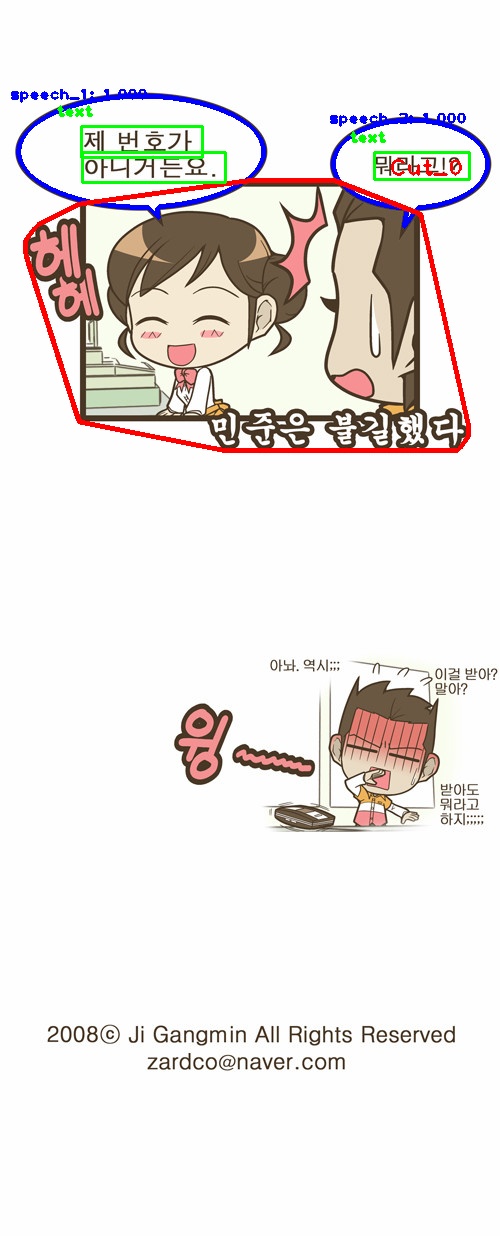 speech_1: 1.000
text
제 번호가
아니거든요.
speech_2: 1.000
text
뭐라고!?
Cut_0
헤헤
민준은 불길했다
아놔. 역시;;;
이걸 받아?
말아?
웅~~~
받아도
뭐라고
하지;;;;;
2008ⓒ Ji Gangmin All Rights Reserved
zardco@naver.com